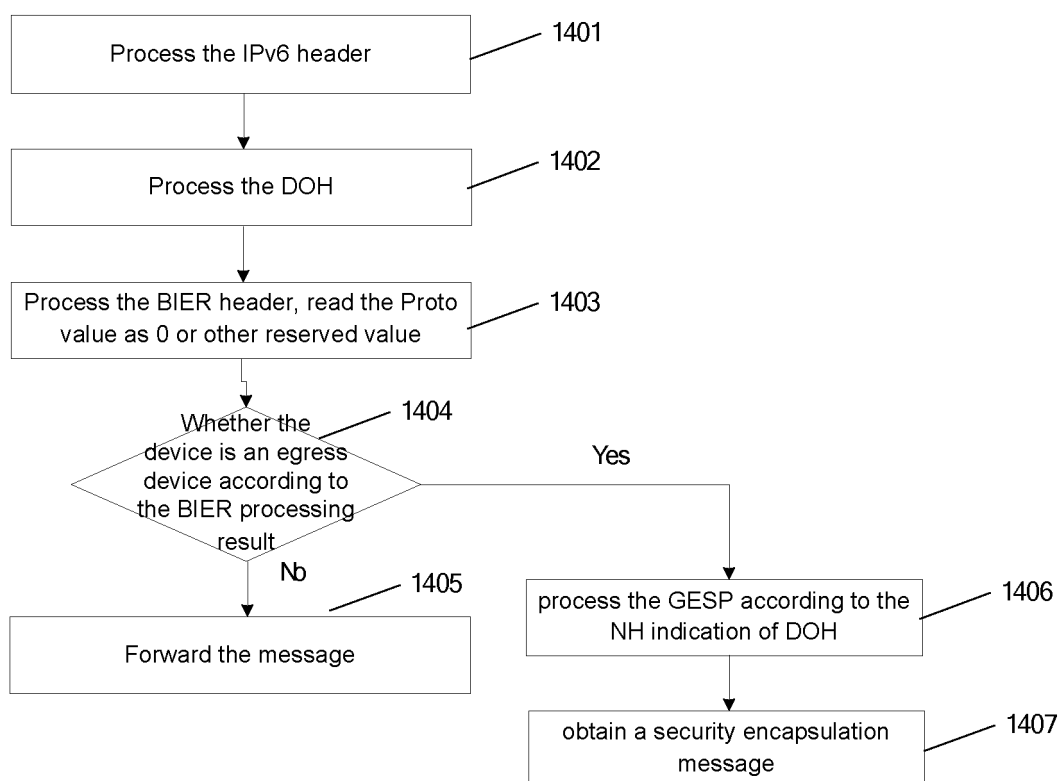 1401
Process the IPv6 header
1402
Process the DOH
1403
Process the BIER header, read the Proto
value as 0 or other reserved value
1404
Whether the
device is an egress
device according to
the BIER processing
result
Yes
No
1405
Forward the message
1406
process the GESP according to the
NH indication of DOH
1407
obtain a security encapsulation
message